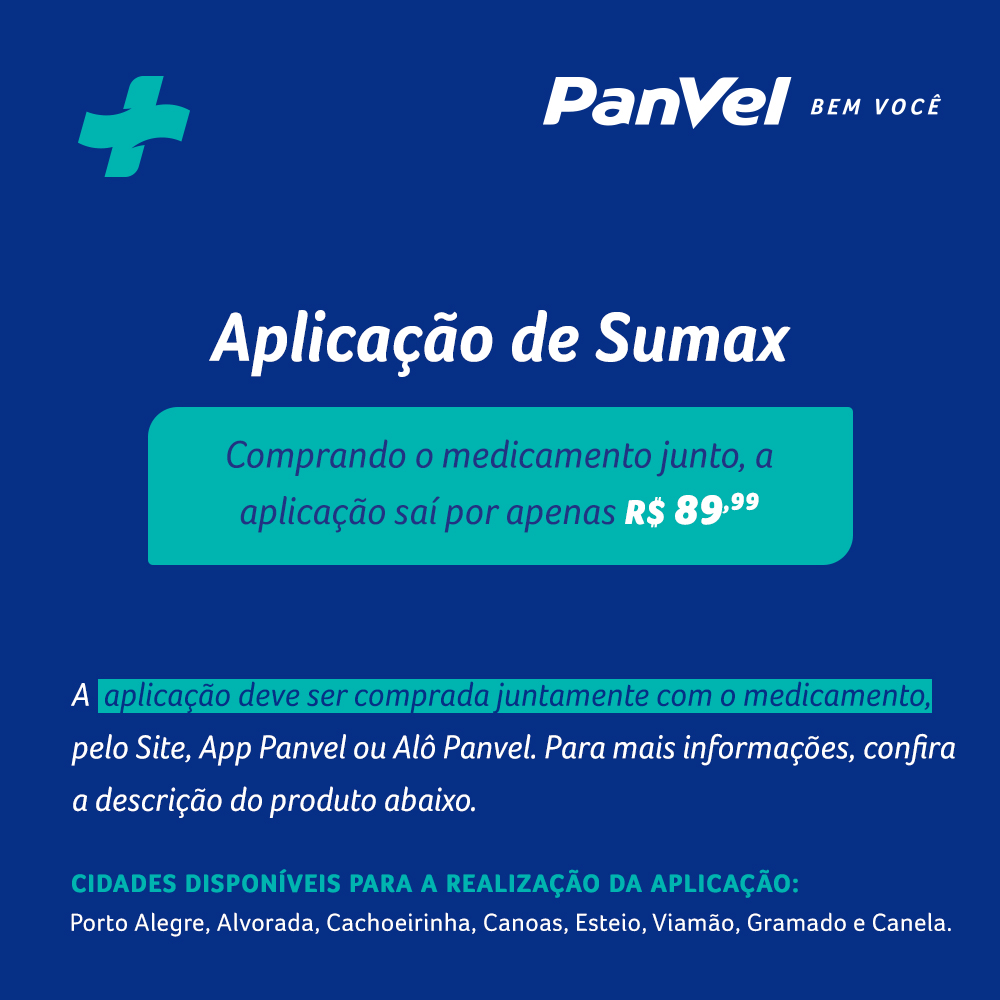 PanVel BEM VOCÊ
Aplicação de Sumax
Comprando o medicamento junto, a
aplicação saí por apenas R$ 89,99
A aplicação deve ser comprada juntamente com o medicamento,
pelo Site, App Panvel ou Alô Panvel. Para mais informações, confira
a descrição do produto abaixo.
CIDADES DISPONÍVEIS PARA A REALIZAÇÃO DA APLICAÇÃO:
Porto Alegre, Alvorada, Cachoeirinha, Canoas, Esteio, Viamão, Gramado e Canela.